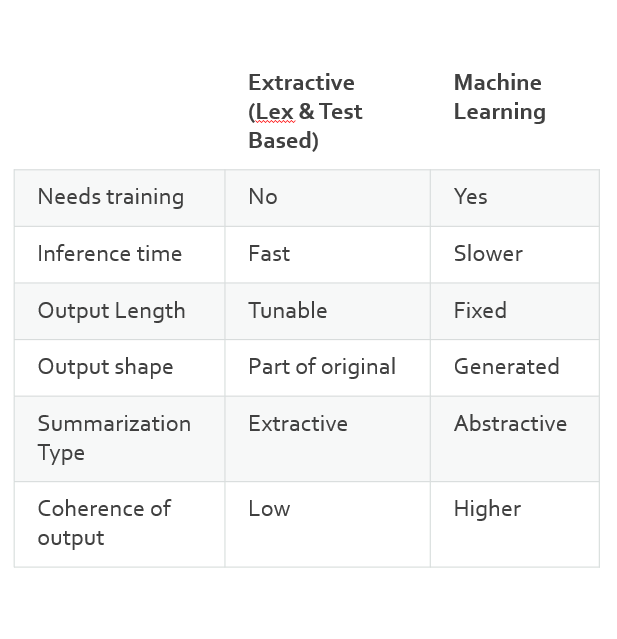 Extractive
(Lex & Test
Based)
Machine
Learning
Needs training
No
Yes
Inference time
Fast
Slower
Output Length
Tunable
Fixed
Output shape
Part of original
Generated
Summarization
Type
Extractive
Abstractive
Coherence of
output
Low
Higher